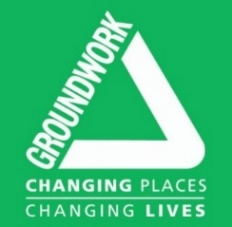 GROUNDWORK
CHANGING PLACES
CHANGING LIVES